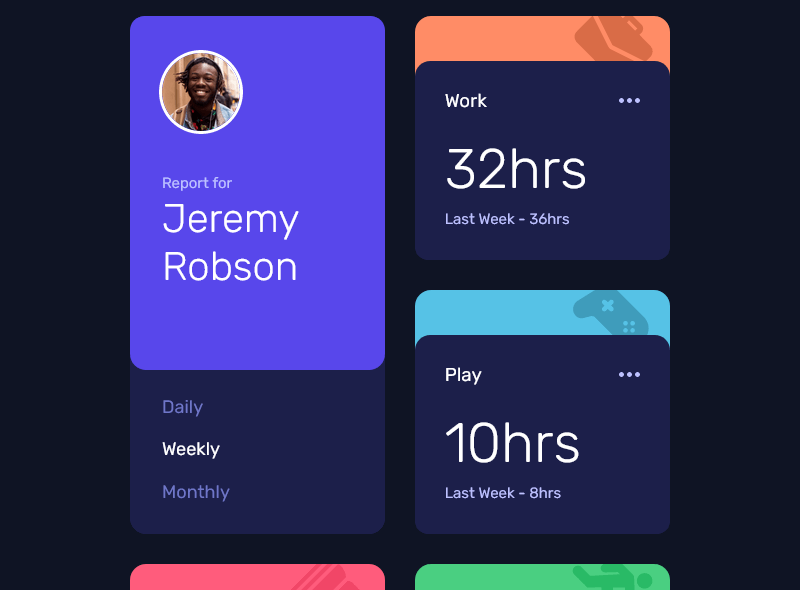 Report for
Jeremy
Robson
Daily
Weekly
Monthly
Work
32hrs
Last Week - 36hrs
Play
10hrs
Last Week - 8hrs